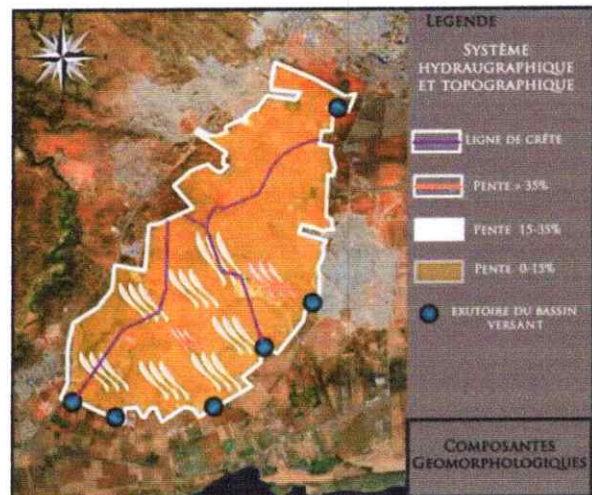 LEGENDE
SYSTÈME
HYDRAUGRAPHIQUE
ET TOPOGRAPHIQUE
LIGNE DE CRÊTE
PENTE > 35%
PENTE 15-35%
PENTE 0-15%
EXUTOIRE DU BASSIN
VERSANT
COMPOSANTES
GEOMORPHOLOGIQUES